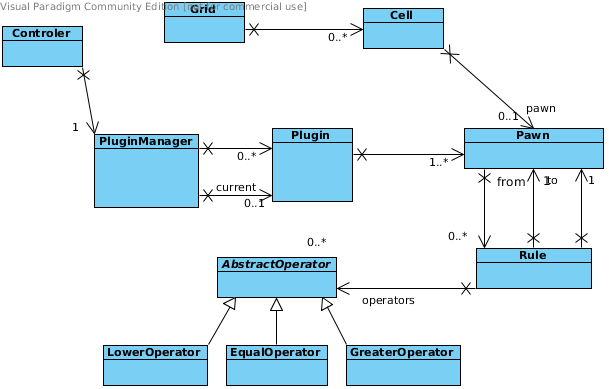 Visual Paradigm Community Edition [not for commercial use]
Grid
Cell
Controler
0..*
0..1
pawn
1
PluginManager
Plugin
Pawn
0..*
1..*
current
0..1
from
1
to
1
0..*
0..*
Rule
AbstractOperator
operators
LowerOperator
EqualOperator
GreaterOperator